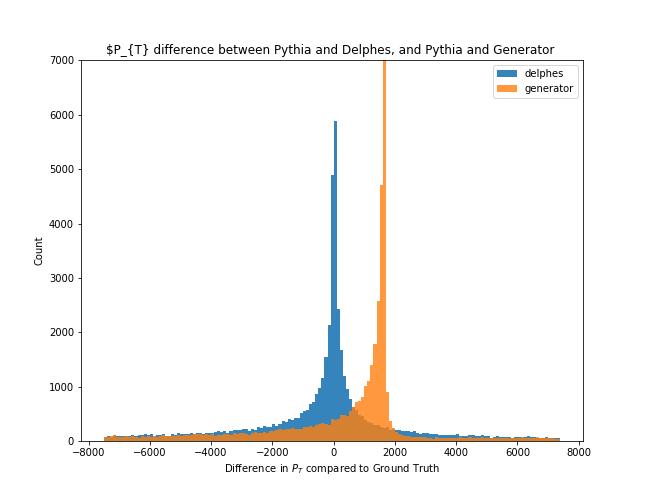 $P_{T} difference between Pythia and Delphes, and Pythia and Generator
delphes
generator
7000
6000
5000
4000
3000
2000
1000
0
Count
−8000 −6000 −4000 −2000 0 2000 4000 6000 8000
Difference in P_T compared to Ground Truth